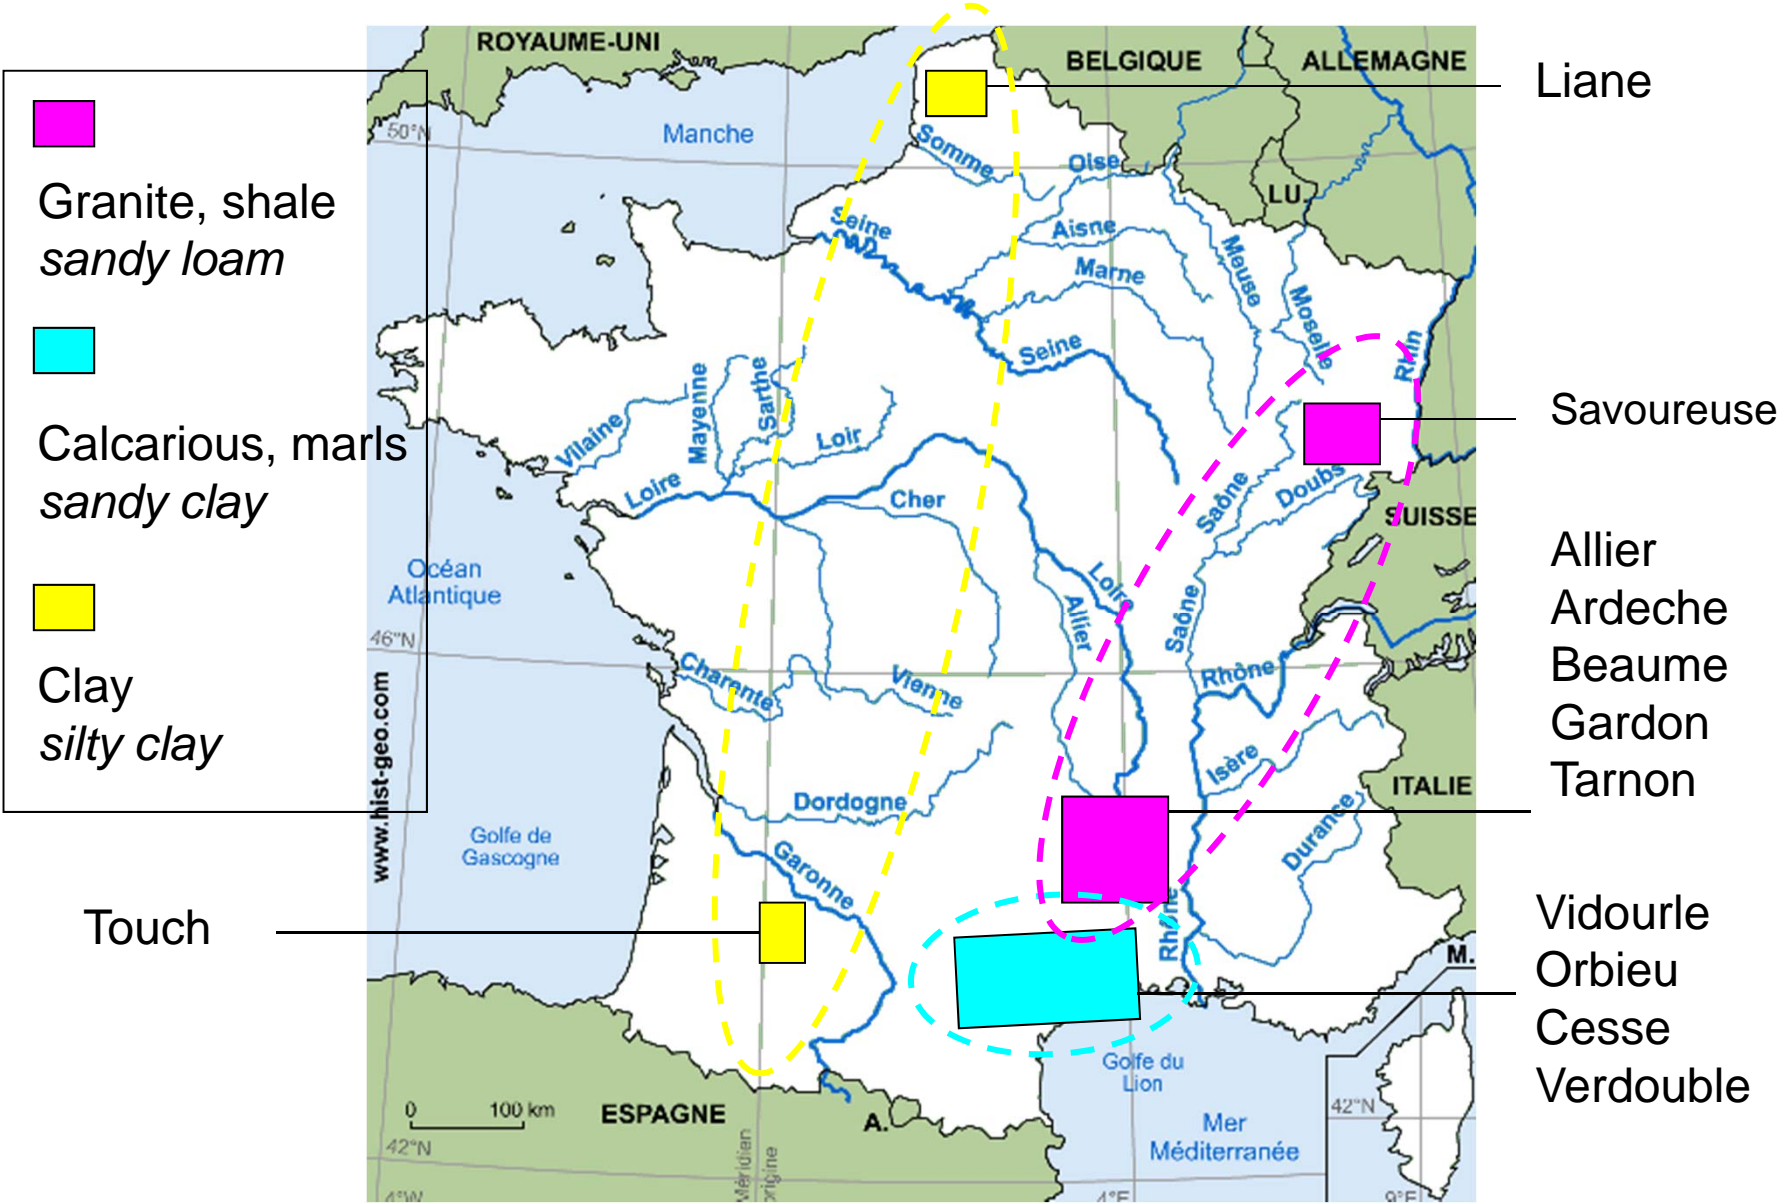 Granite, shale
sandy loam
Calcarious, marls
sandy clay
Clay
silty clay
Touch
Liane
Savoureuse
Allier
Ardeche
Beaume
Gardon
Tarnon
Vidourle
Orbieu
Cesse
Verdouble
ROYAUME-UNI
BELGIQUE
ALLEMAGNE
50°N
Manche
Somme
Oise
LU.
Seine
Aisne
Meuse
Marne
Moselle
Seine
Rhin
Mayenne
Sarthe
Vilaine
Loir
Loire
Cher
Saône
Doubs
SUISSE
Océan
Atlantique
Loire
Allier
Saône
46°N
Charente
Vienne
Rhône
www.hist-geo.com
Isère
ITALIE
Dordogne
Durance
Golfe de
Gascogne
Garonne
Rhône
M.
Golfe du
Lion
0 100 km
ESPAGNE
A.
Mer
Méditerranée
42°N
42°N
Méridien
origine
4°W
4°E
9°E